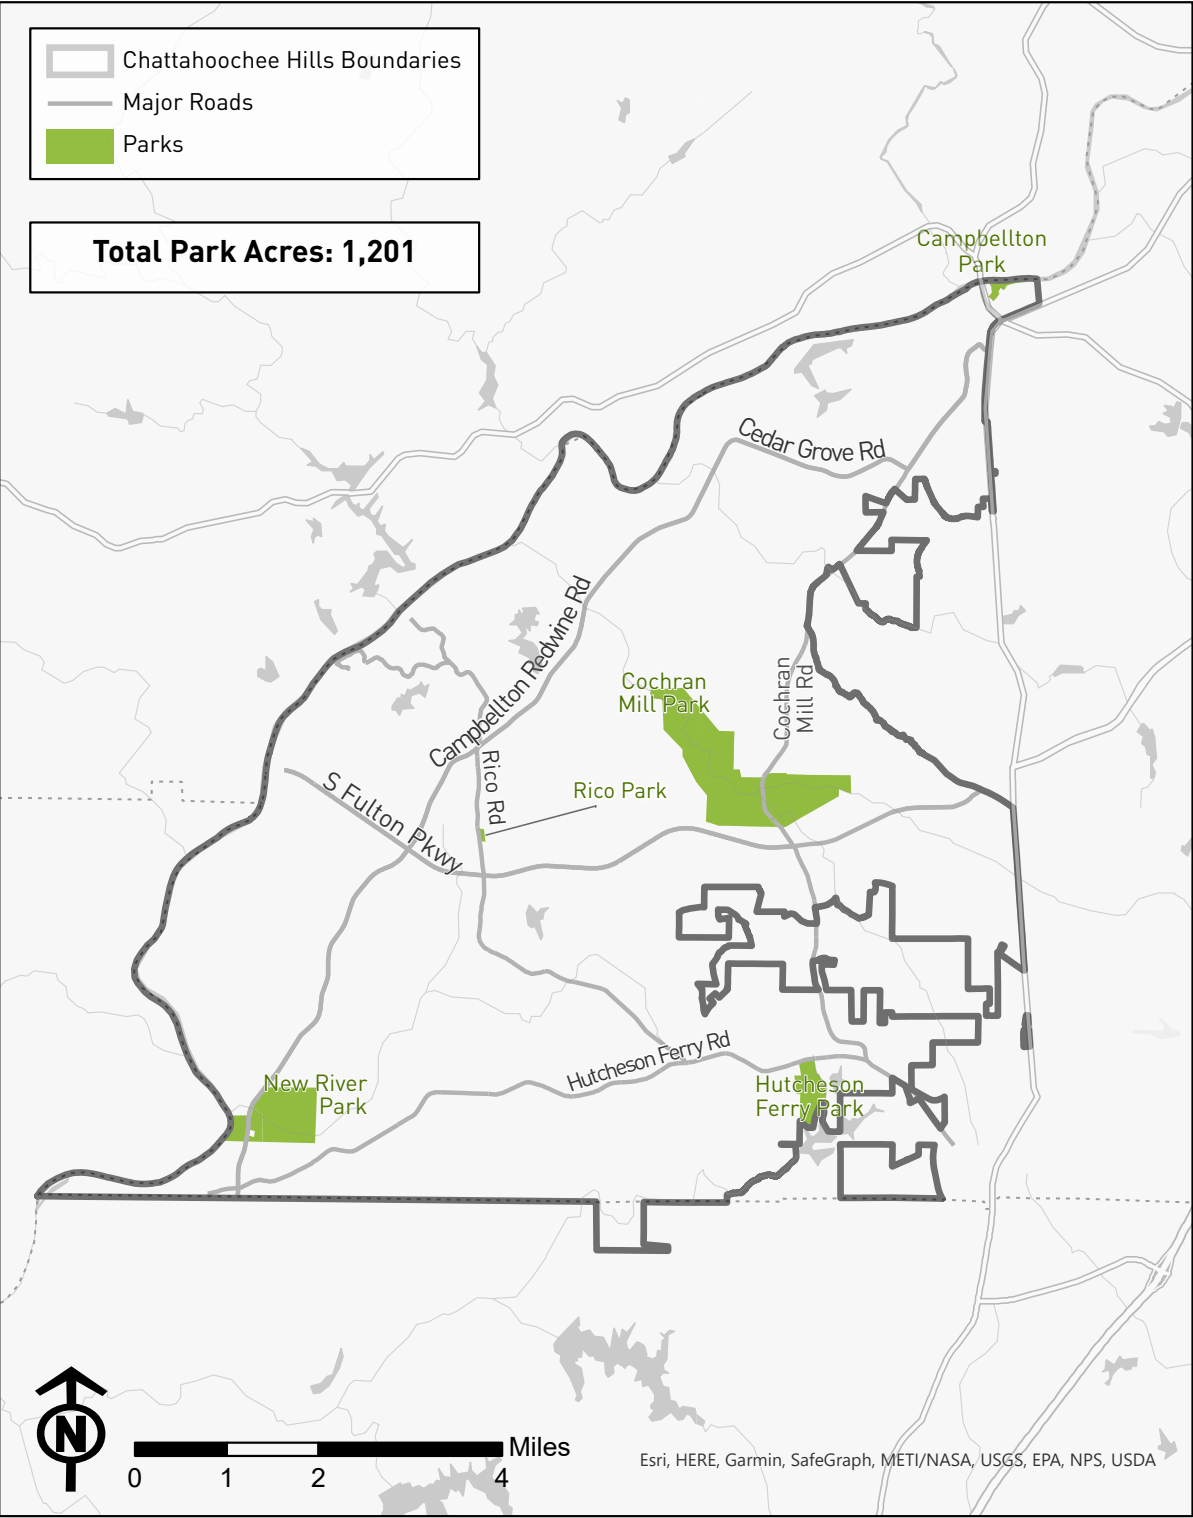 Chattahoochee Hills Boundaries
Major Roads
Parks
Total Park Acres: 1,201
Campbellton
Park
Cedar Grove Rd
Campbellton Redwine Rd
Cochran
Mill Park
Cochran
Mill Rd
Rico Rd
Rico Park
S Fulton Pkwy
Hutcheson Ferry Rd
New River
Park
Hutcheson
Ferry Park
N
Miles
0 1 2 4
Esri, HERE, Garmin, SafeGraph, METI/NASA, USGS, EPA, NPS, USDA